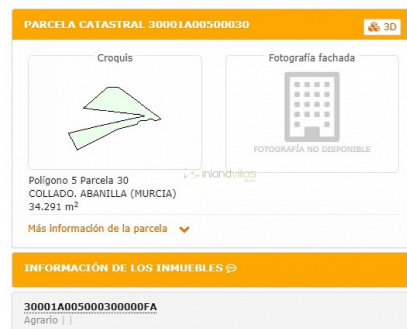 PARCELA CATASTRAL 30001A00500030
3D
Croquis
Fotografía fachada
FOTOGRAFÍA NO DISPONIBLE
inlandvillas
Polígono 5 Parcela 30
COLLADO. ABANILLA (MURCIA)
34.291 m²
Más información de la parcela
INFORMACIÓN DE LOS INMUEBLES
30001A005000300000FA
Agrario | |